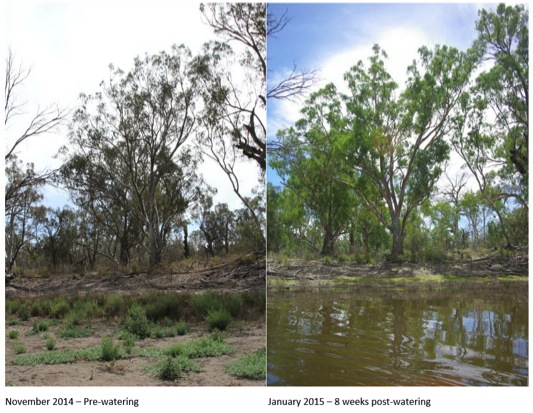 November 2014 – Pre-watering
January 2015 – 8 weeks post-watering